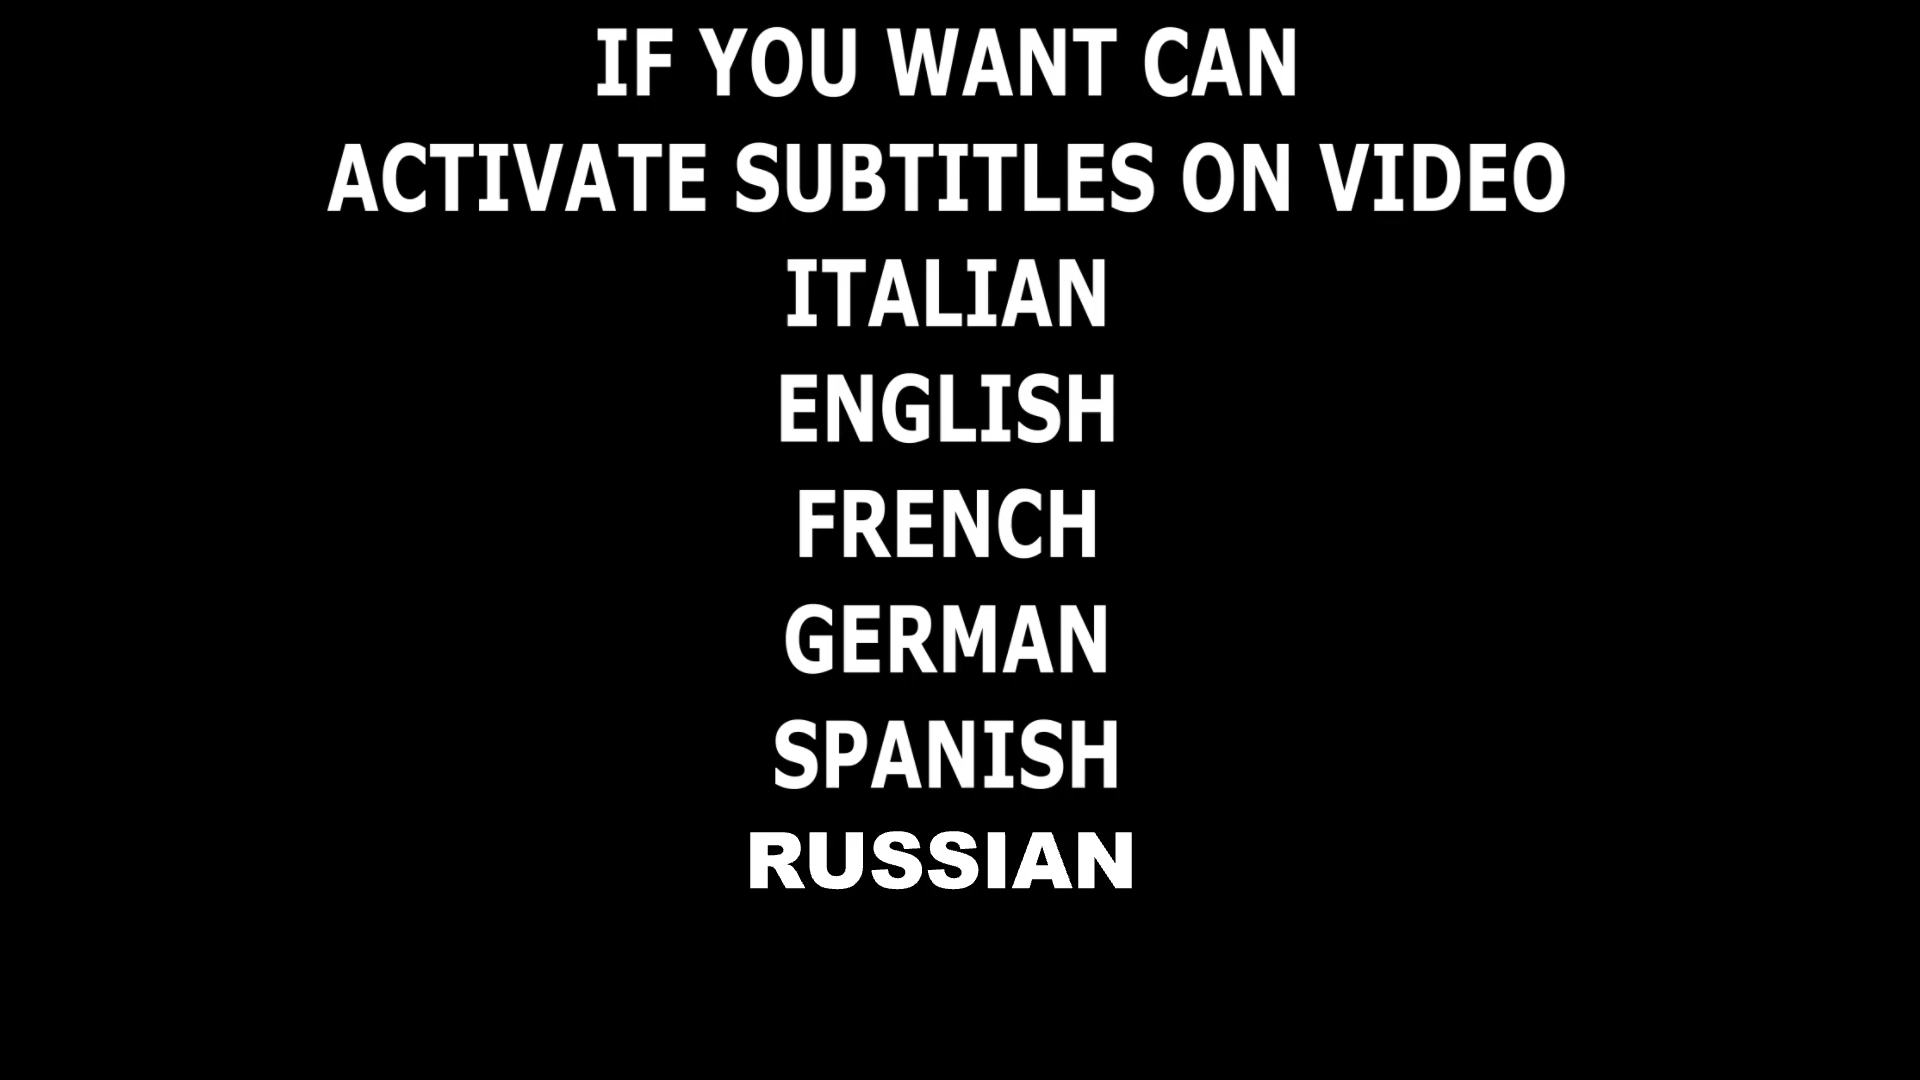 IF YOU WANT CAN
ACTIVATE SUBTITLES ON VIDEO
ITALIAN
ENGLISH
FRENCH
GERMAN
SPANISH
RUSSIAN